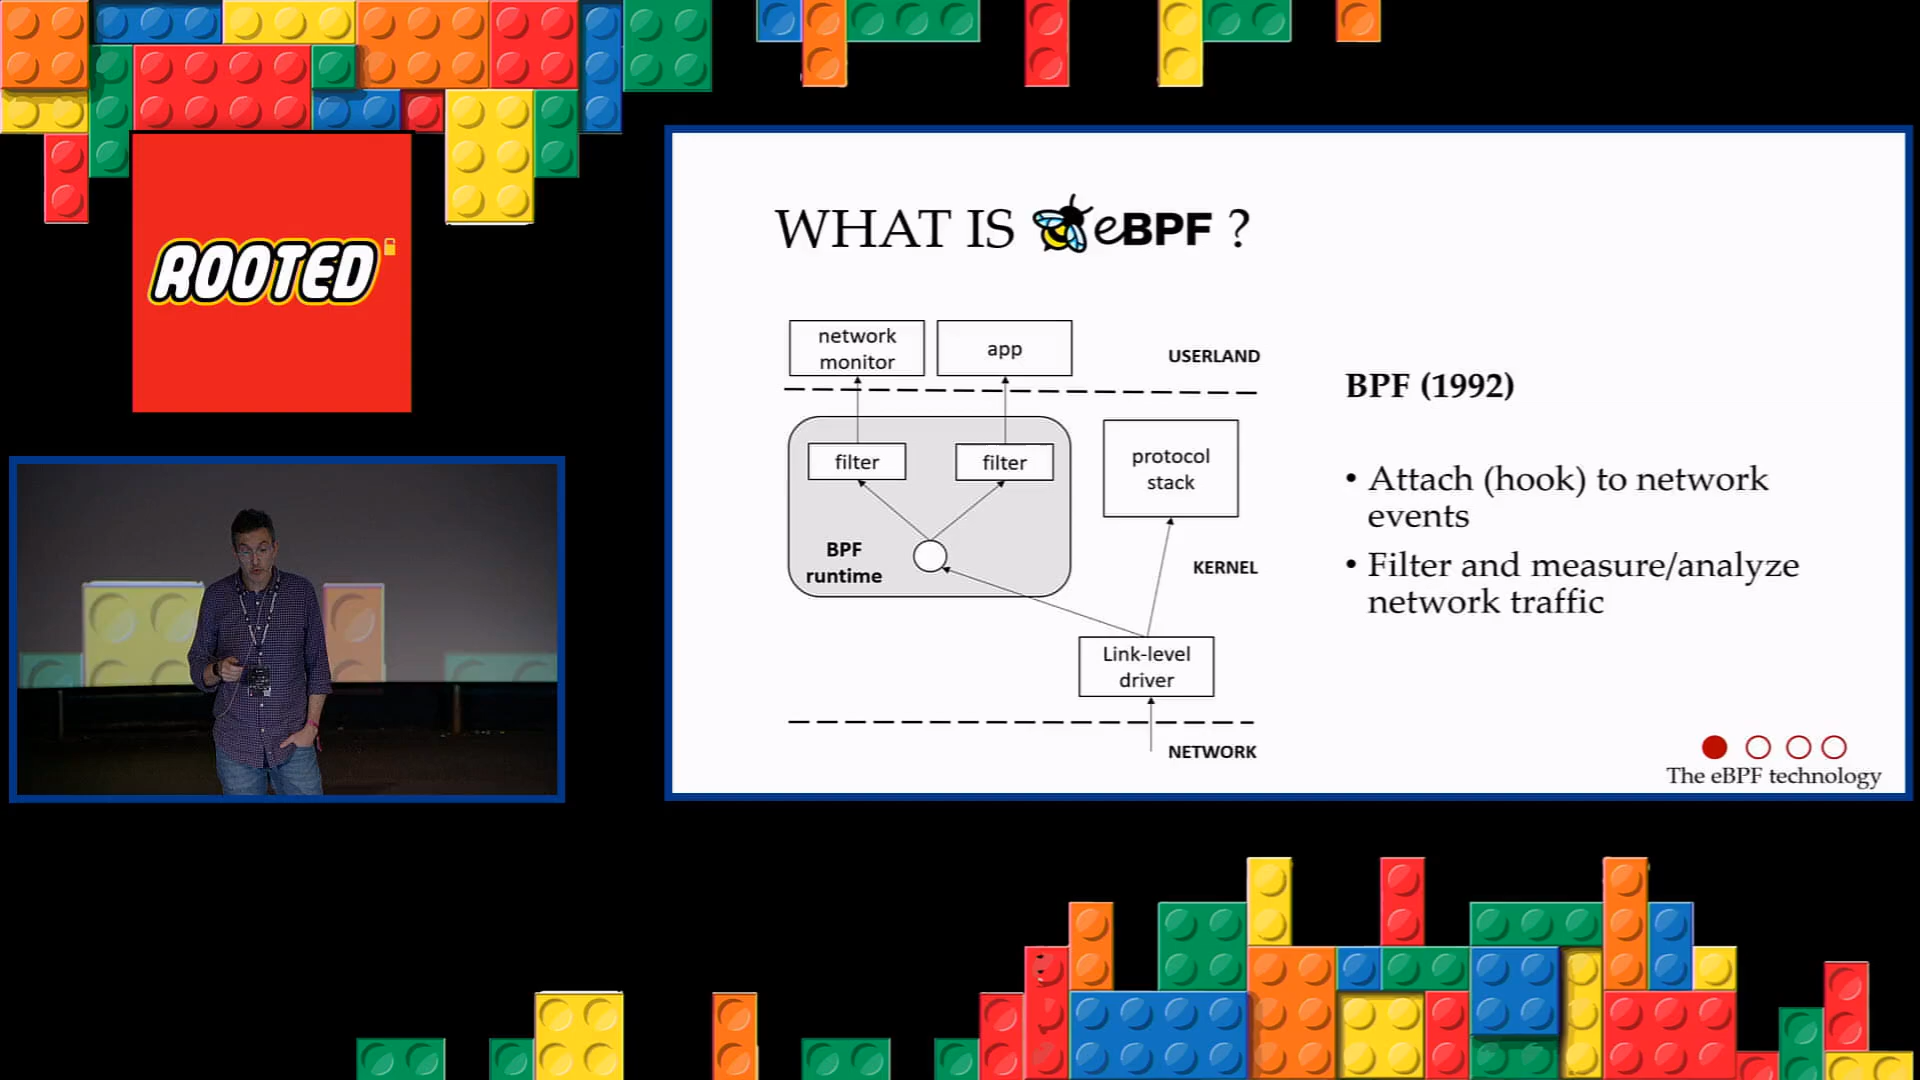 ROOTED
WHAT IS eBPF ?
network
monitor
app
USERLAND
filter
filter
protocol
stack
BPF
runtime
KERNEL
Link-level
driver
NETWORK
BPF (1992)
• Attach (hook) to network
events
• Filter and measure/analyze
network traffic
The eBPF technology